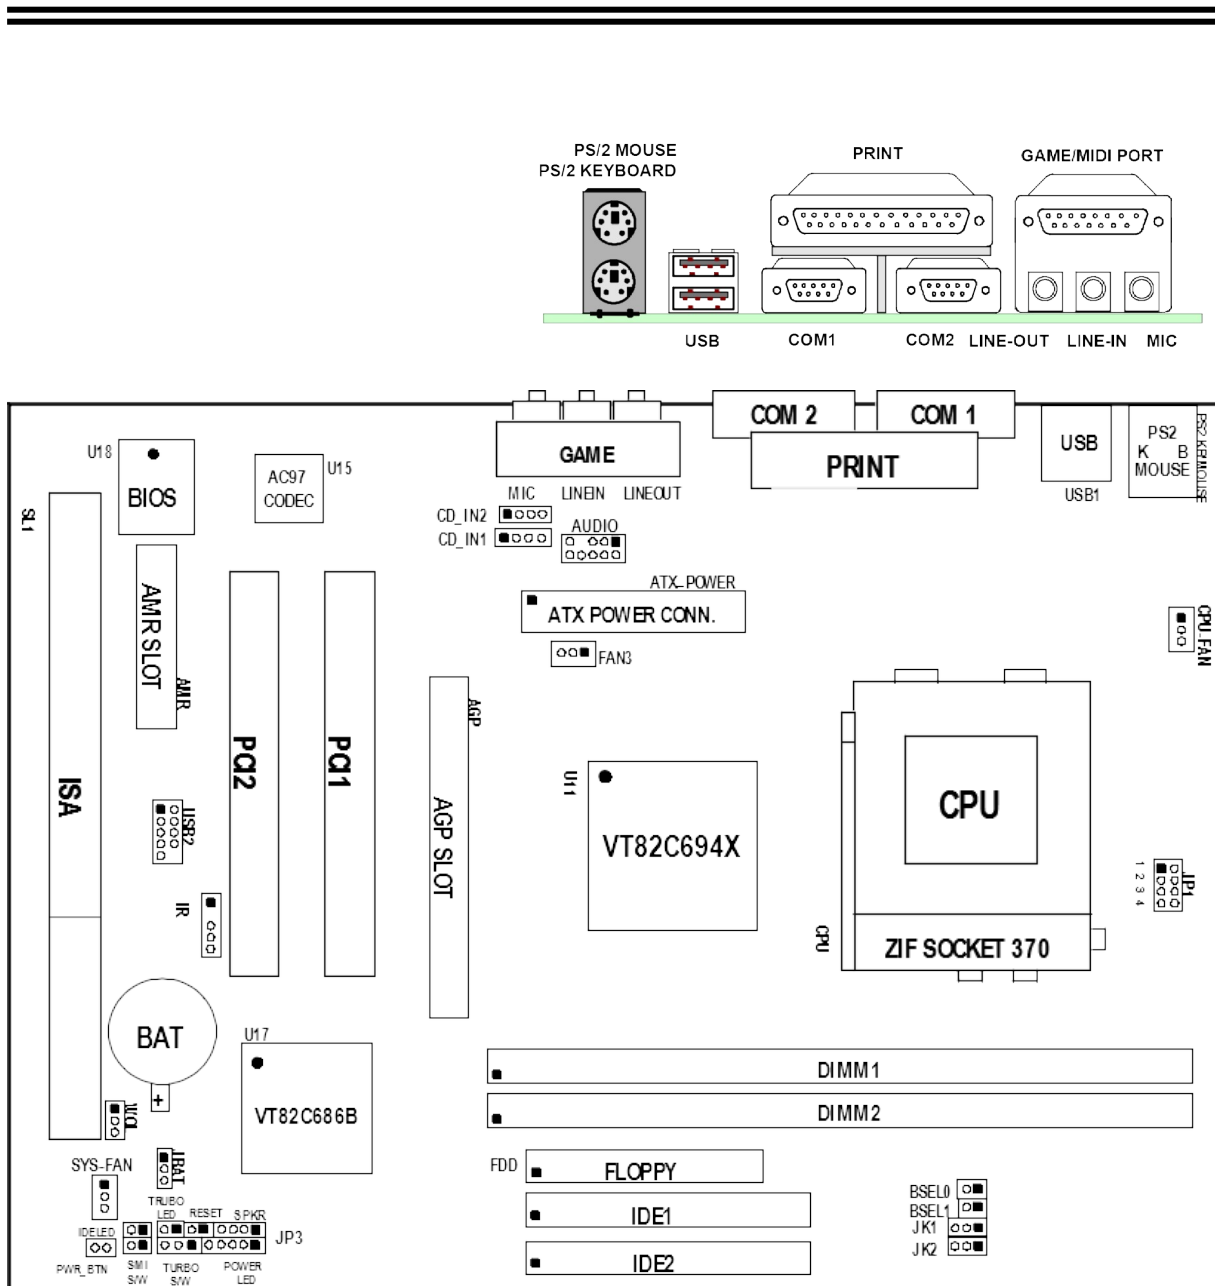 PS/2 MOUSE
PS/2 KEYBOARD
PRINT
GAME/MIDI PORT
USB
COM1
COM2
LINE-OUT
LINE-IN
MIC
U18
BIOS
AC97
CODEC
U15
GAME
COM 2
COM 1
PRINT
USB
USB1
PS2
K B
MOUSE
PS2 KBMOUSE
SL1
MIC
LINEIN
LINEOUT
CD_IN2
CD_IN1
AUDIO
AMR SLOT
AMR
ATX_POWER
ATX POWER CONN.
FAN3
CPU-FAN
ISA
PCI2
PCI1
AGP
AGP SLOT
U11
VT82C694X
CPU
USB2
IR
JP1
1 2 3 4
CPU
ZIF SOCKET 370
BAT
+
U17
VT82C686B
WOL
DIMM1
DIMM2
SYS-FAN
JBAT
FDD
FLOPPY
IDE1
IDE2
BSEL0
BSEL1
JK1
JK2
TRUBO
LED
RESET
SPKR
JP3
IDELED
PWR_BTN
SMI
S/W
TURBO
S/W
POWER
LED